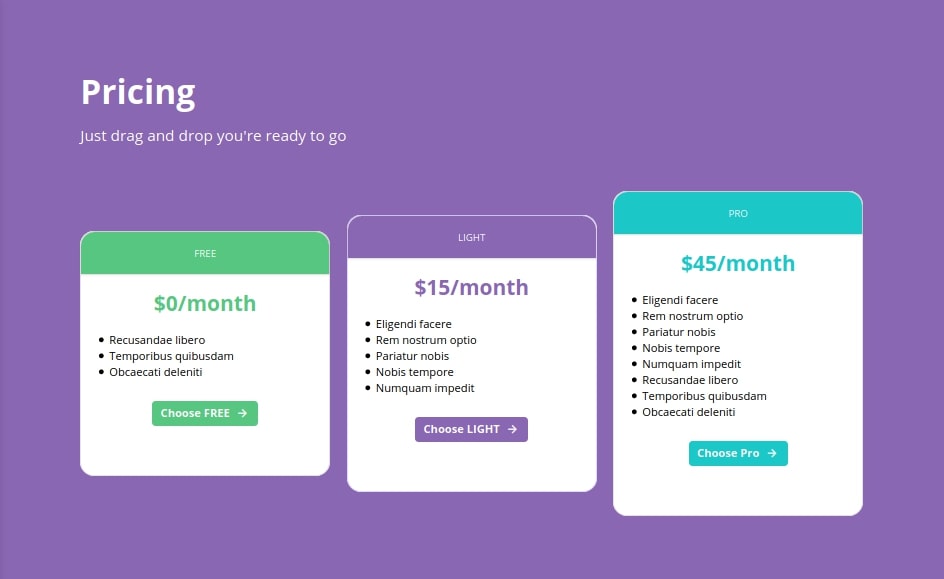 Pricing
Just drag and drop you're ready to go
FREE
$0/month
Recusandae libero
Temporibus quibusdam
Obcaecati deleniti
Choose FREE
LIGHT
$15/month
Eligendi facere
Rem nostrum optio
Pariatur nobis
Nobis tempore
Numquam impedit
Choose LIGHT
PRO
$45/month
Eligendi facere
Rem nostrum optio
Pariatur nobis
Nobis tempore
Numquam impedit
Recusandae libero
Temporibus quibusdam
Obcaecati deleniti
Choose Pro